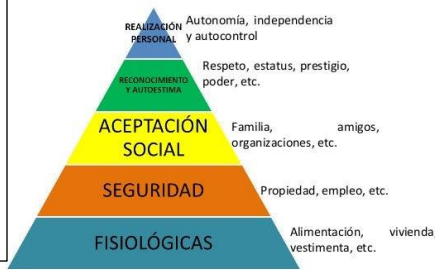 REALIZACIÓN
PERSONAL
Autonomía, independencia
y autocontrol
RECONOCIMIENTO
Y AUTOESTIMA
Respeto, estatus, prestigio,
poder, etc.
ACEPTACIÓN
SOCIAL
Familia, amigos,
organizaciones, etc.
SEGURIDAD
Propiedad, empleo, etc.
FISIOLÓGICAS
Alimentación, vivienda,
vestimenta, etc.